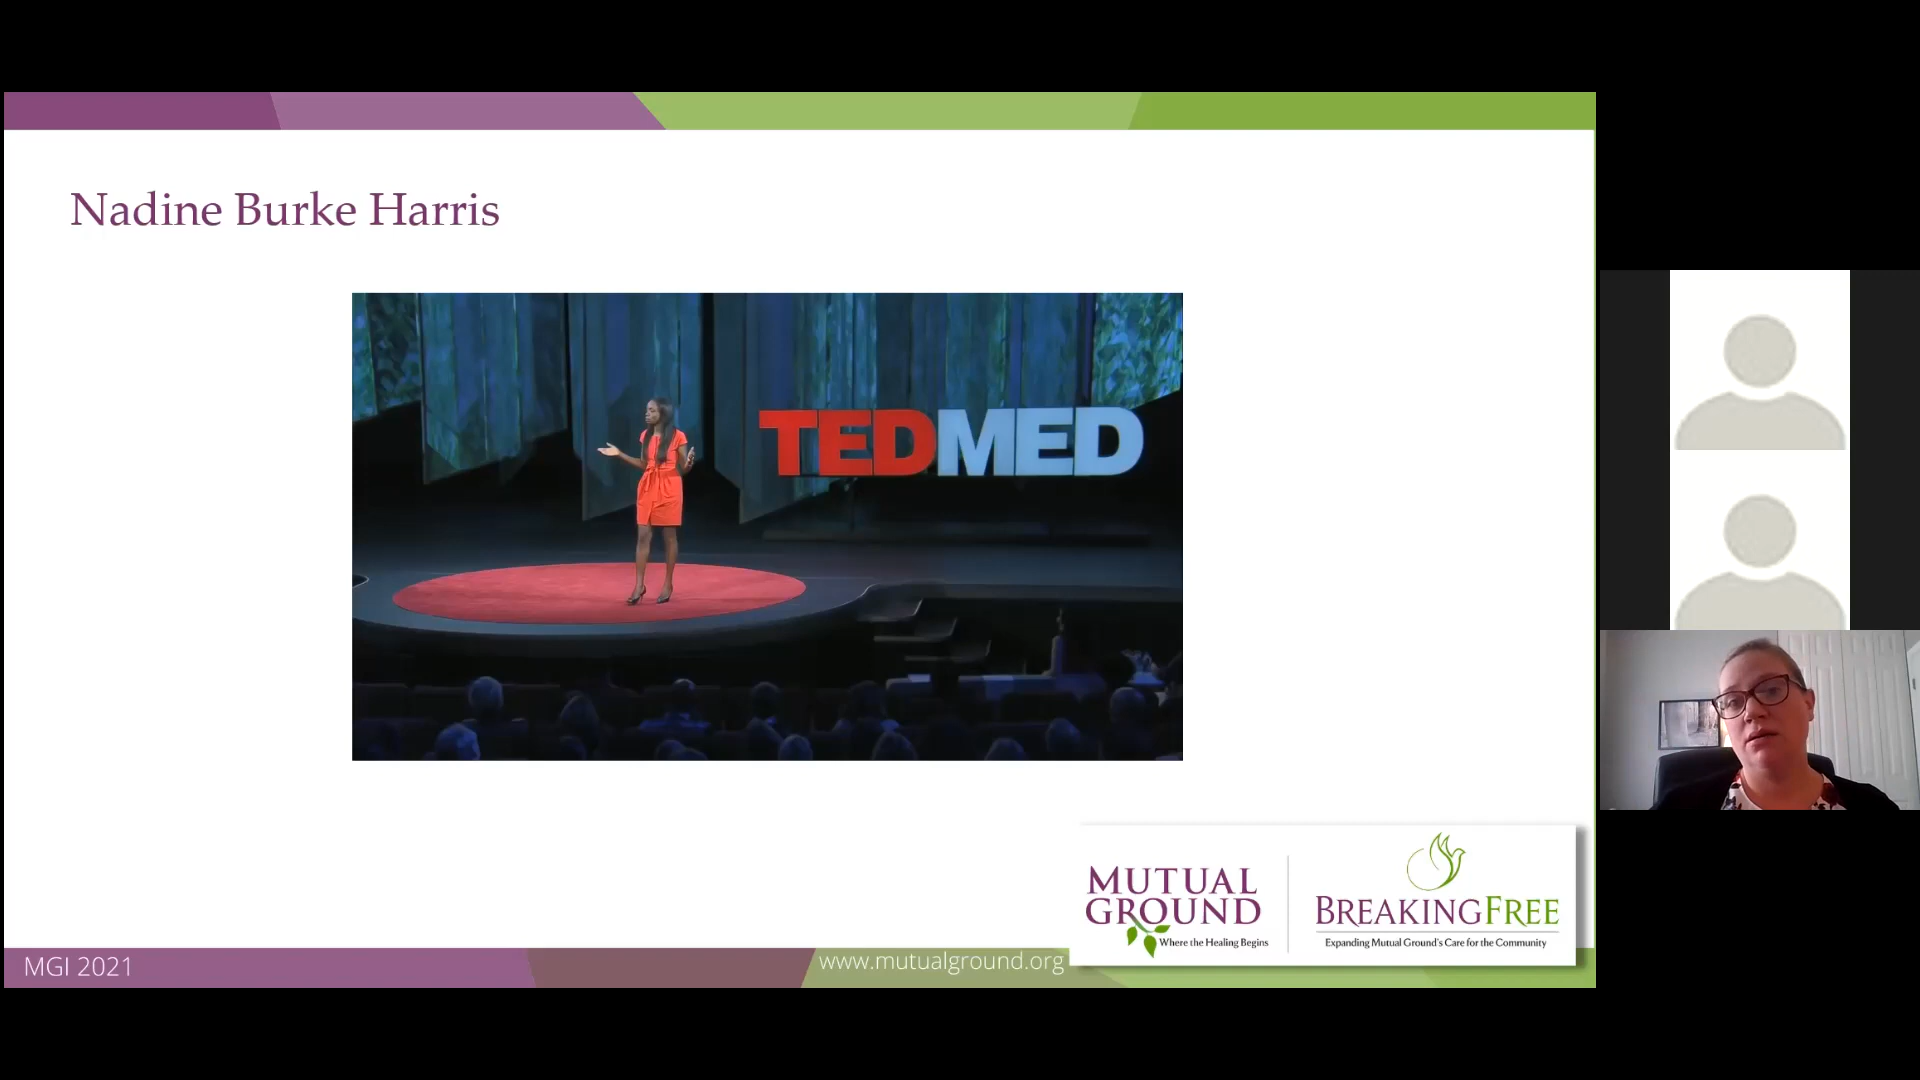 Nadine Burke Harris
TEDMED
MUTUAL
GROUND
Where the Healing Begins
BREAKINGFREE
Expanding Mutual Ground's Care for the Community
MGI 2021
www.mutualground.org